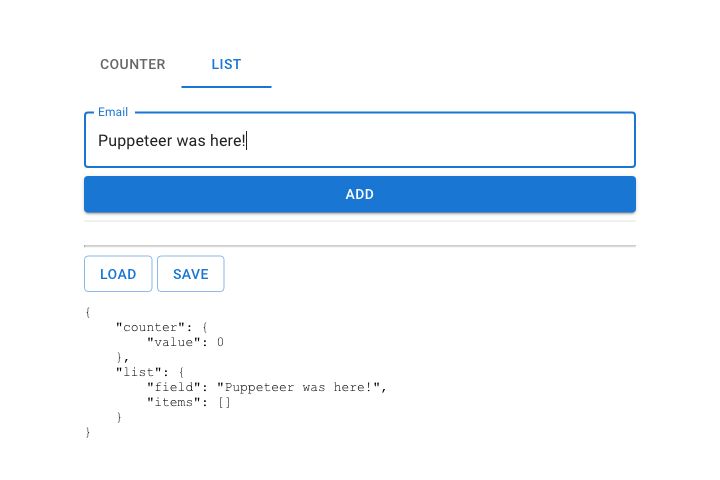 COUNTER LIST
Email
Puppeteer was here!
ADD
LOAD SAVE
{
    "counter": {
        "value": 0
    },
    "list": {
        "field": "Puppeteer was here!",
        "items": []
    }
}